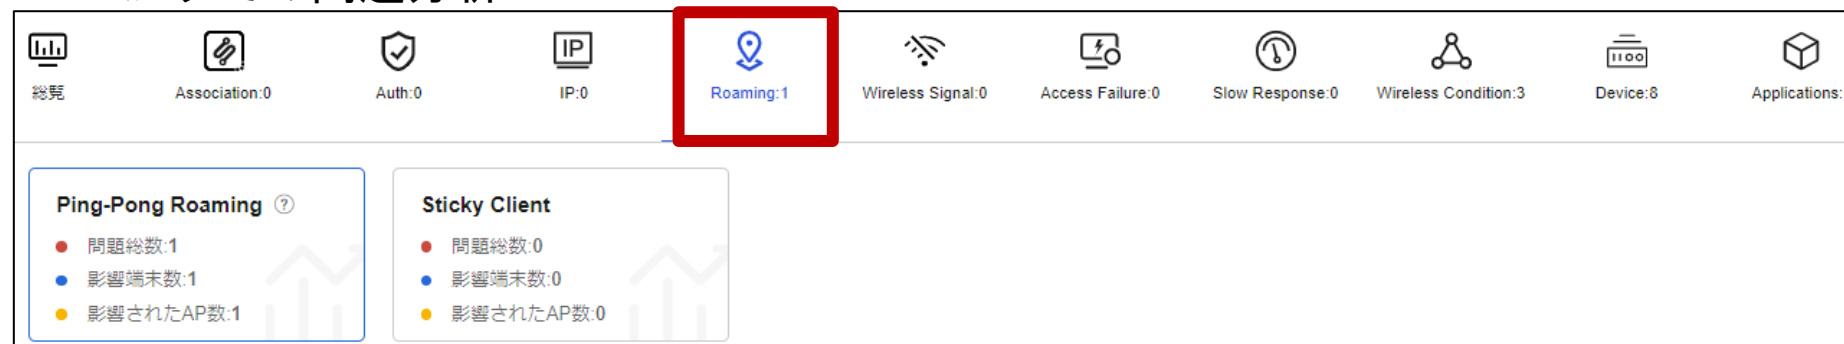 総覧
Association:0
Auth:0
IP
IP:0
Roaming:1
Wireless Signal:0
Access Failure:0
Slow Response:0
Wireless Condition:3
Device:8
Applications:
Ping-Pong Roaming ?
問題総数:1
影響端末数:1
影響されたAP数:1
Sticky Client
問題総数:0
影響端末数:0
影響されたAP数:0